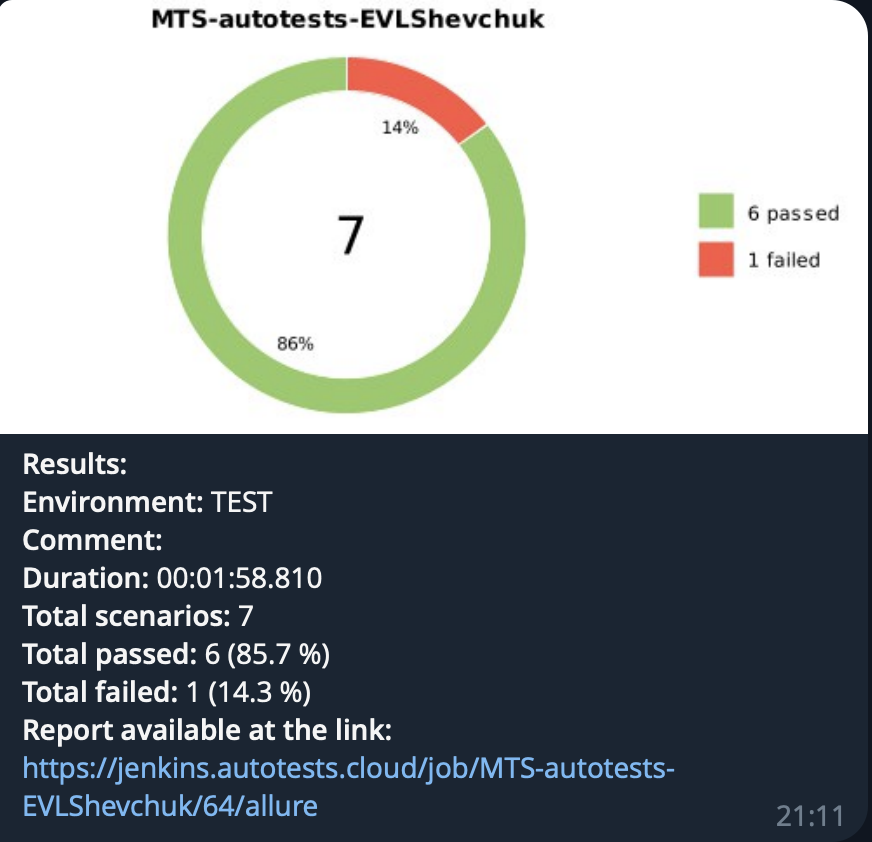 MTS-autotests-EVLShevchuk
14%
7
86%
6 passed
1 failed
Results:
Environment: TEST
Comment:
Duration: 00:01:58.810
Total scenarios: 7
Total passed: 6 (85.7 %)
Total failed: 1 (14.3 %)
Report available at the link:
https://jenkins.autotests.cloud/job/MTS-autotests-
EVLShevchuk/64/allure
21:11